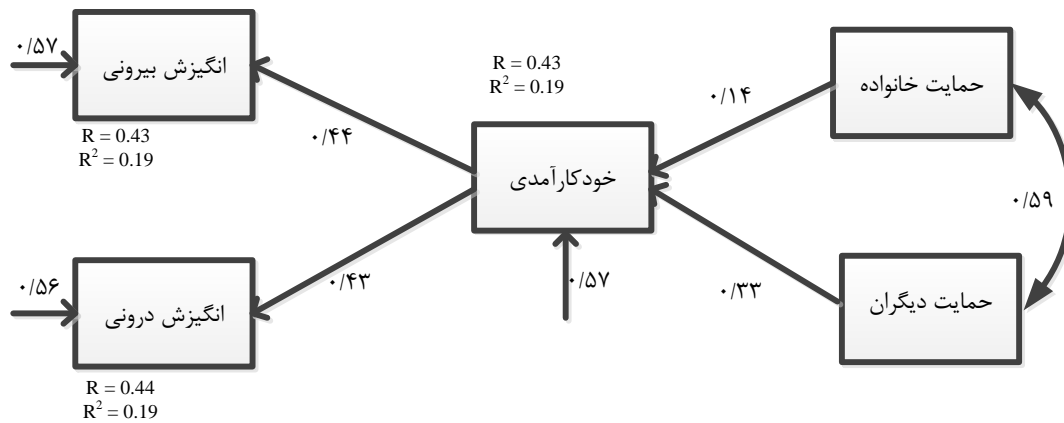 حمایت خانواده
حمایت دیگران
۰/۵۹
۰/۱۴
۰/۳۳
R = 0.43
R² = 0.19
خودکارآمدی
۰/۵۷
۰/۴۴
۰/۴۳
انگیزش بیرونی
۰/۵۷
R = 0.43
R² = 0.19
انگیزش درونی
۰/۵۶
R = 0.44
R² = 0.19